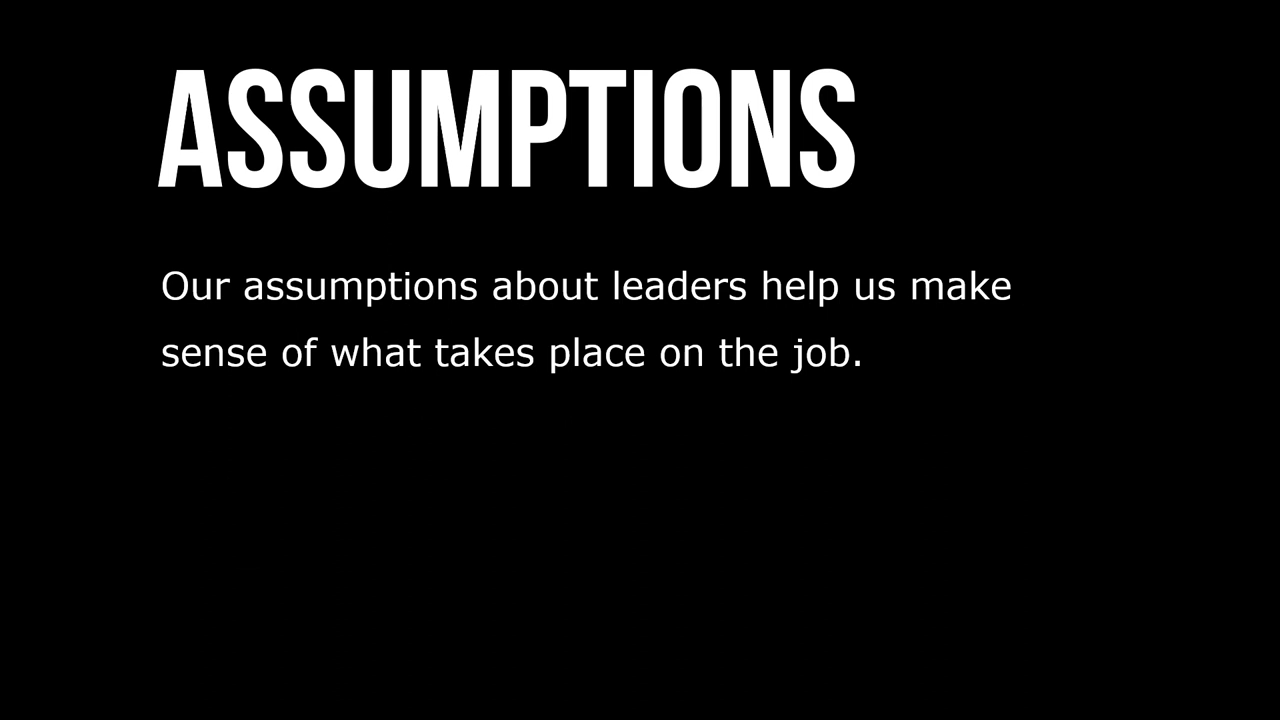 ASSUMPTIONS
Our assumptions about leaders help us make
sense of what takes place on the job.